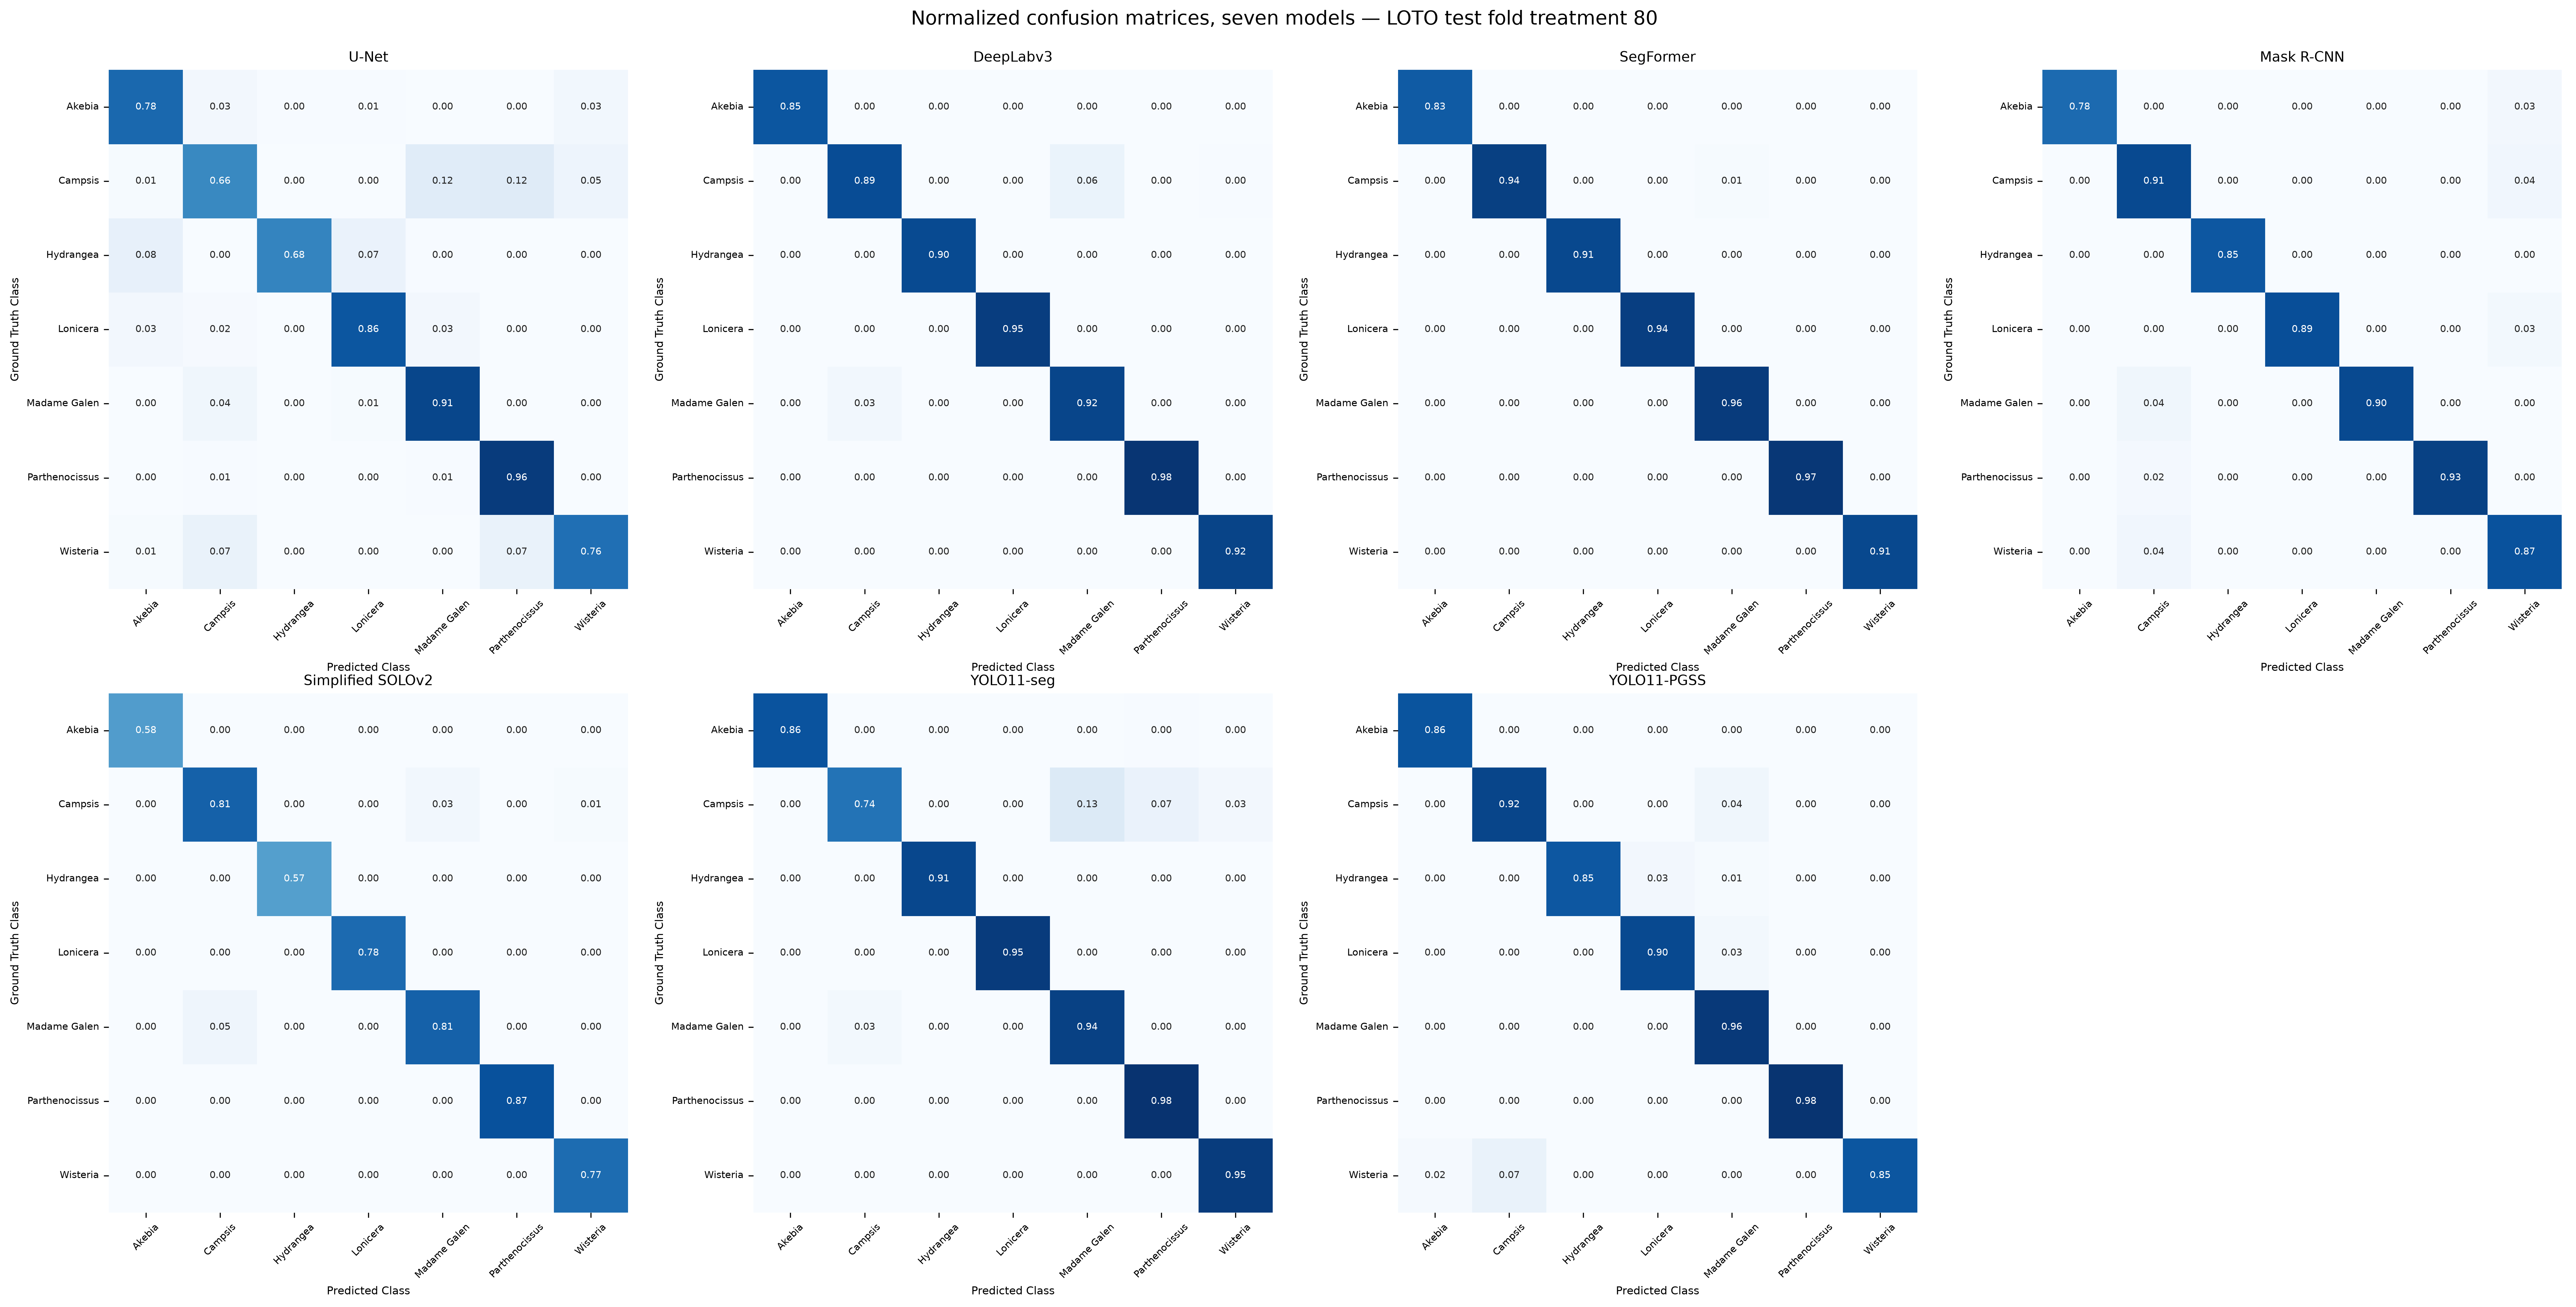 Normalized confusion matrices, seven models — LOTO test fold treatment 80
U-Net
Ground Truth Class
Akebia 0.78 0.03 0.00 0.01 0.00 0.00 0.03
Campsis 0.01 0.66 0.00 0.00 0.12 0.12 0.05
Hydrangea 0.08 0.00 0.68 0.07 0.00 0.00 0.00
Lonicera 0.03 0.02 0.00 0.86 0.03 0.00 0.00
Madame Galen 0.00 0.04 0.00 0.01 0.91 0.00 0.00
Parthenocissus 0.00 0.01 0.00 0.00 0.01 0.96 0.00
Wisteria 0.01 0.07 0.00 0.00 0.00 0.07 0.76
Akebia Campsis Hydrangea Lonicera Madame Galen Parthenocissus Wisteria
Predicted Class
DeepLabv3
Ground Truth Class
Akebia 0.85 0.00 0.00 0.00 0.00 0.00 0.00
Campsis 0.00 0.89 0.00 0.00 0.06 0.00 0.00
Hydrangea 0.00 0.00 0.90 0.00 0.00 0.00 0.00
Lonicera 0.00 0.00 0.00 0.95 0.00 0.00 0.00
Madame Galen 0.00 0.03 0.00 0.00 0.92 0.00 0.00
Parthenocissus 0.00 0.00 0.00 0.00 0.00 0.98 0.00
Wisteria 0.00 0.00 0.00 0.00 0.00 0.00 0.92
Akebia Campsis Hydrangea Lonicera Madame Galen Parthenocissus Wisteria
Predicted Class
SegFormer
Ground Truth Class
Akebia 0.83 0.00 0.00 0.00 0.00 0.00 0.00
Campsis 0.00 0.94 0.00 0.00 0.01 0.00 0.00
Hydrangea 0.00 0.00 0.91 0.00 0.00 0.00 0.00
Lonicera 0.00 0.00 0.00 0.94 0.00 0.00 0.00
Madame Galen 0.00 0.00 0.00 0.00 0.96 0.00 0.00
Parthenocissus 0.00 0.00 0.00 0.00 0.00 0.97 0.00
Wisteria 0.00 0.00 0.00 0.00 0.00 0.00 0.91
Akebia Campsis Hydrangea Lonicera Madame Galen Parthenocissus Wisteria
Predicted Class
Mask R-CNN
Ground Truth Class
Akebia 0.78 0.00 0.00 0.00 0.00 0.00 0.03
Campsis 0.00 0.91 0.00 0.00 0.00 0.00 0.04
Hydrangea 0.00 0.00 0.85 0.00 0.00 0.00 0.00
Lonicera 0.00 0.00 0.00 0.89 0.00 0.00 0.03
Madame Galen 0.00 0.04 0.00 0.00 0.90 0.00 0.00
Parthenocissus 0.00 0.02 0.00 0.00 0.00 0.93 0.00
Wisteria 0.00 0.04 0.00 0.00 0.00 0.00 0.87
Akebia Campsis Hydrangea Lonicera Madame Galen Parthenocissus Wisteria
Predicted Class
Simplified SOLOv2
Ground Truth Class
Akebia 0.58 0.00 0.00 0.00 0.00 0.00 0.00
Campsis 0.00 0.81 0.00 0.00 0.03 0.00 0.01
Hydrangea 0.00 0.00 0.57 0.00 0.00 0.00 0.00
Lonicera 0.00 0.00 0.00 0.78 0.00 0.00 0.00
Madame Galen 0.00 0.05 0.00 0.00 0.81 0.00 0.00
Parthenocissus 0.00 0.00 0.00 0.00 0.00 0.87 0.00
Wisteria 0.00 0.00 0.00 0.00 0.00 0.00 0.77
Akebia Campsis Hydrangea Lonicera Madame Galen Parthenocissus Wisteria
Predicted Class
YOLO11-seg
Ground Truth Class
Akebia 0.86 0.00 0.00 0.00 0.00 0.00 0.00
Campsis 0.00 0.74 0.00 0.00 0.13 0.07 0.03
Hydrangea 0.00 0.00 0.91 0.00 0.00 0.00 0.00
Lonicera 0.00 0.00 0.00 0.95 0.00 0.00 0.00
Madame Galen 0.00 0.03 0.00 0.00 0.94 0.00 0.00
Parthenocissus 0.00 0.00 0.00 0.00 0.00 0.98 0.00
Wisteria 0.00 0.00 0.00 0.00 0.00 0.00 0.95
Akebia Campsis Hydrangea Lonicera Madame Galen Parthenocissus Wisteria
Predicted Class
YOLO11-PGSS
Ground Truth Class
Akebia 0.86 0.00 0.00 0.00 0.00 0.00 0.00
Campsis 0.00 0.92 0.00 0.00 0.04 0.00 0.00
Hydrangea 0.00 0.00 0.85 0.03 0.01 0.00 0.00
Lonicera 0.00 0.00 0.00 0.90 0.03 0.00 0.00
Madame Galen 0.00 0.00 0.00 0.00 0.96 0.00 0.00
Parthenocissus 0.00 0.00 0.00 0.00 0.00 0.98 0.00
Wisteria 0.02 0.07 0.00 0.00 0.00 0.00 0.85
Akebia Campsis Hydrangea Lonicera Madame Galen Parthenocissus Wisteria
Predicted Class